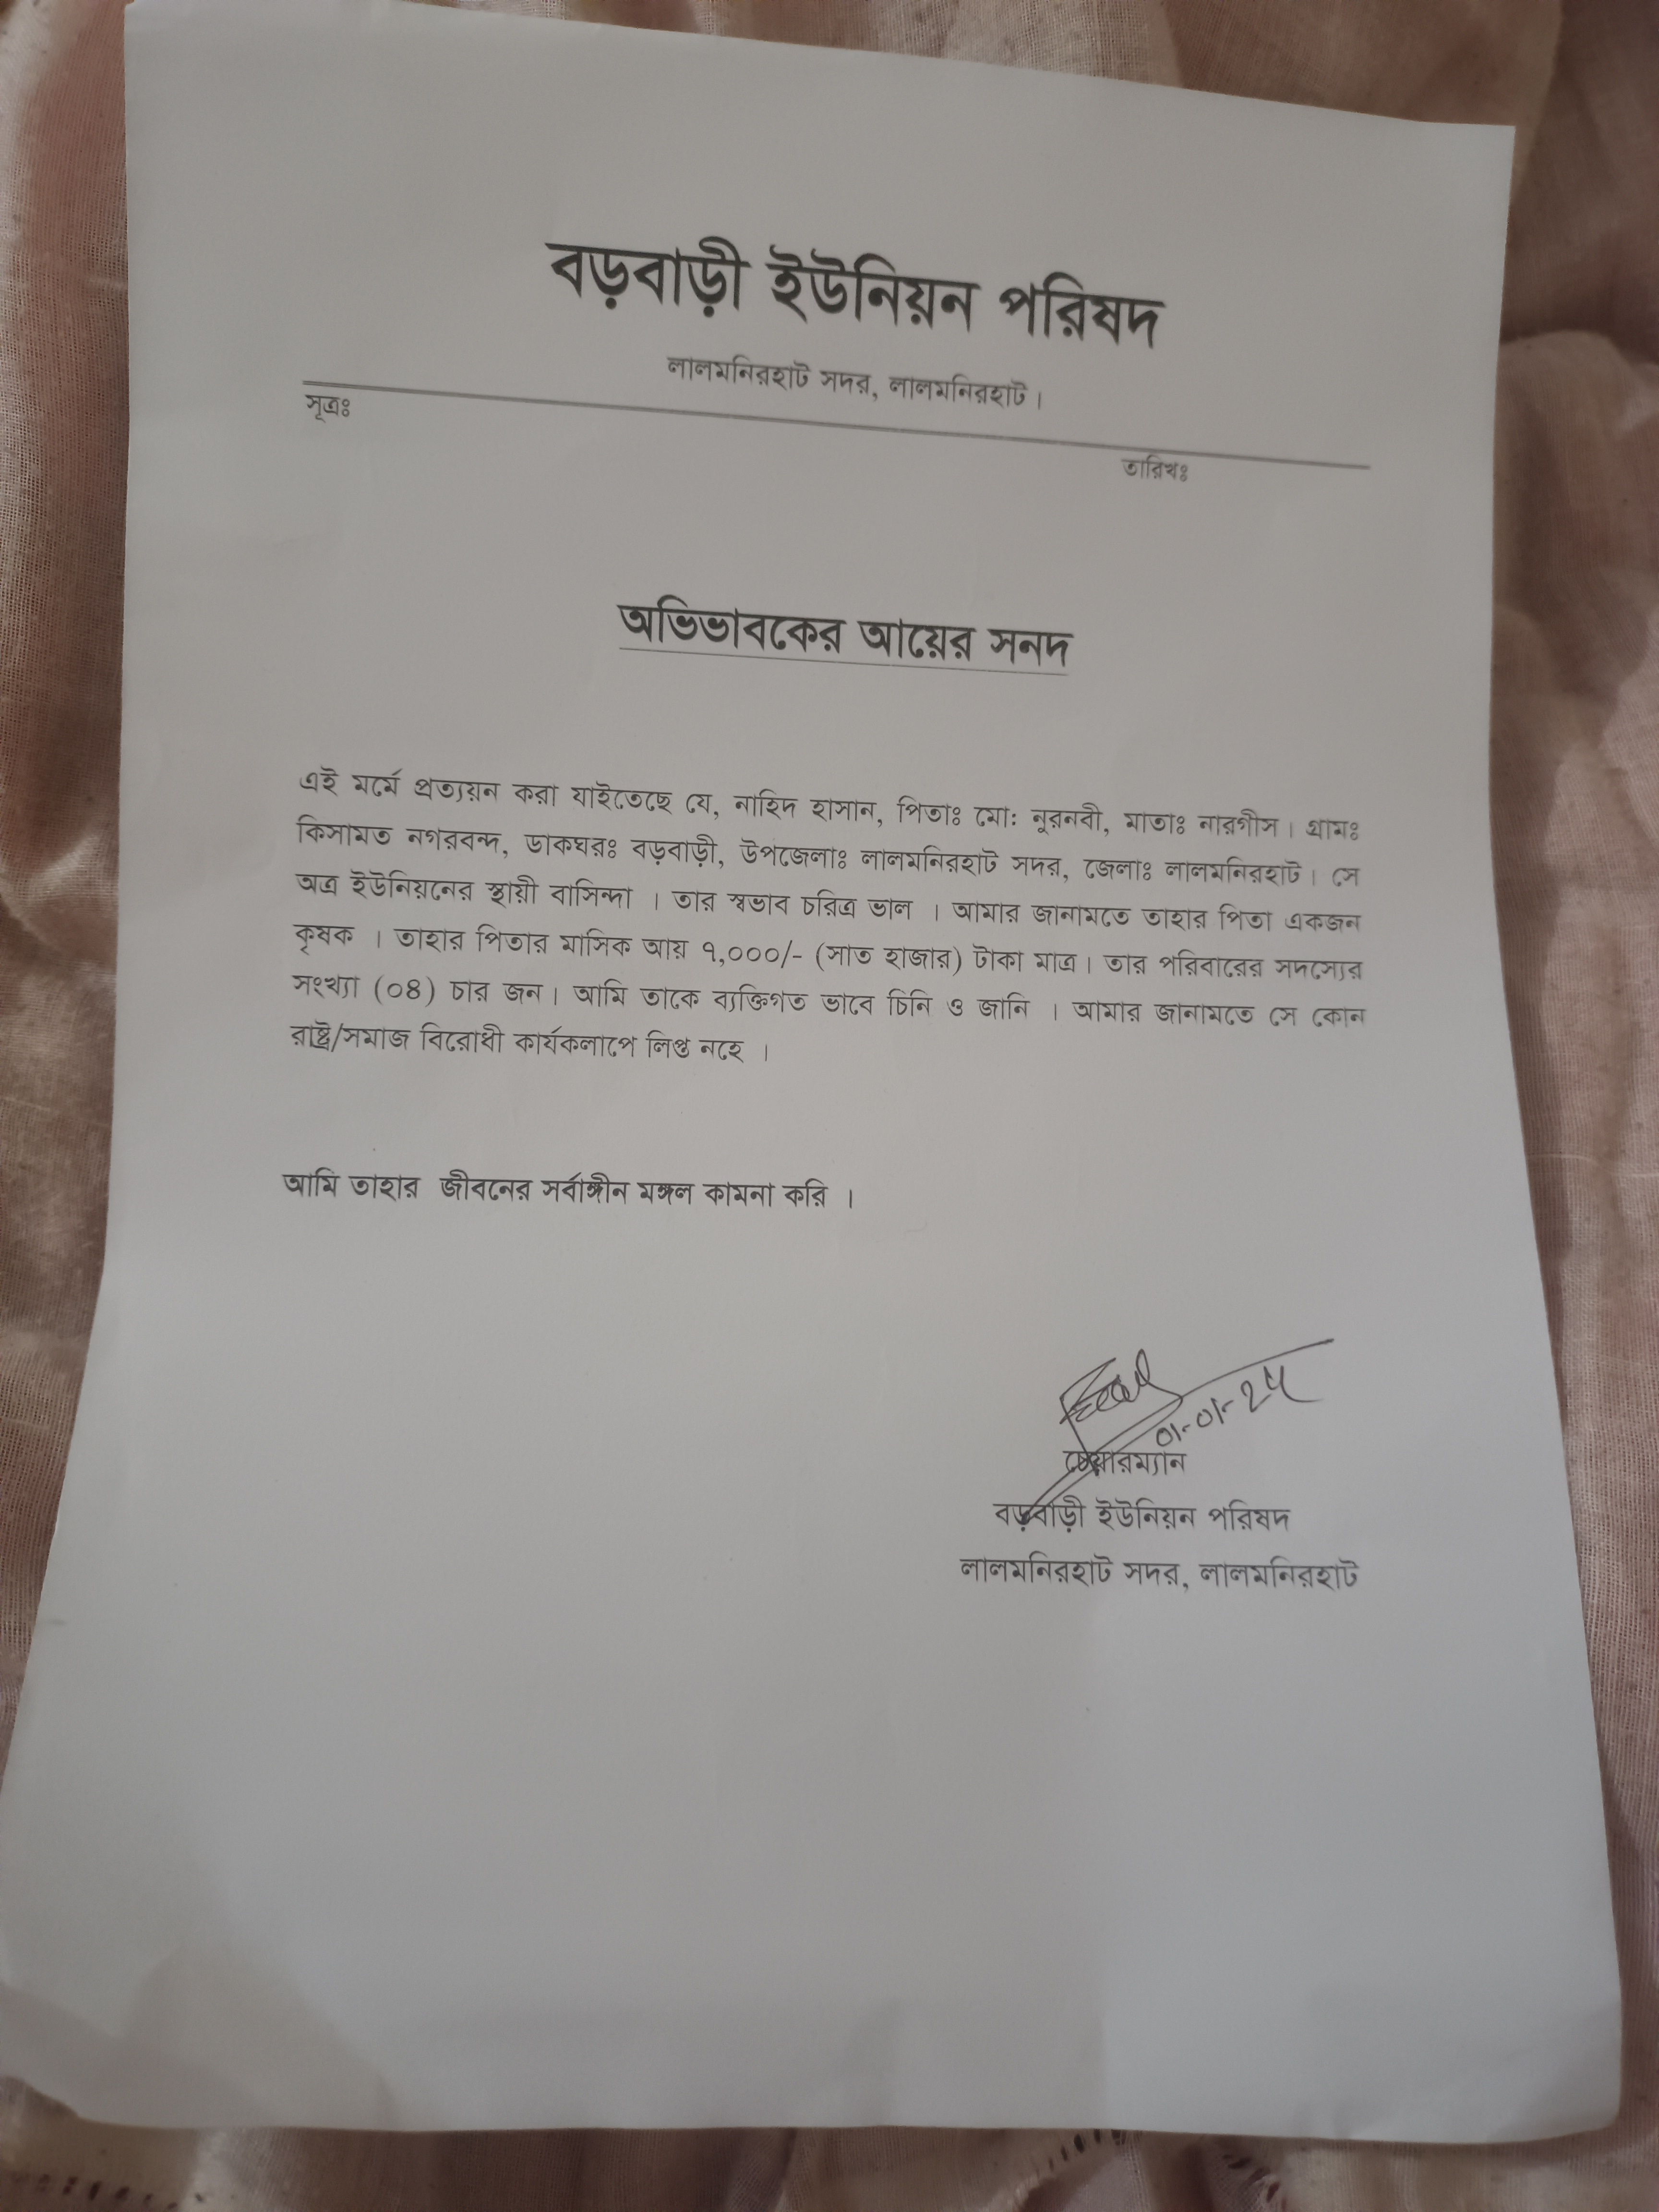 বড়বাড়ী ইউনিয়ন পরিষদ
লালমনিরহাট সদর, লালমনিরহাট।
সূত্রঃ
তারিখঃ
অভিভাবকের আয়ের সনদ
এই মর্মে প্রত্যয়ন করা যাইতেছে যে, নাহিদ হাসান, পিতাঃ মো: নুরনবী, মাতাঃ নারগীস। গ্রামঃ
কিসামত নগরবন্দ, ডাকঘরঃ বড়বাড়ী, উপজেলাঃ লালমনিরহাট সদর, জেলাঃ লালমনিরহাট। সে
অত্র ইউনিয়নের স্থায়ী বাসিন্দা । তার স্বভাব চরিত্র ভাল । আমার জানামতে তাহার পিতা একজন
কৃষক । তাহার পিতার মাসিক আয় ৭,০০০/- (সাত হাজার) টাকা মাত্র। তার পরিবারের সদস্যের
সংখ্যা (০৪) চার জন। আমি তাকে ব্যক্তিগত ভাবে চিনি ও জানি । আমার জানামতে সে কোন
রাষ্ট্র/সমাজ বিরোধী কার্যকলাপে লিপ্ত নহে ।
আমি তাহার জীবনের সর্বাঙ্গীন মঙ্গল কামনা করি ।
চেয়ারম্যান
বড়বাড়ী ইউনিয়ন পরিষদ
লালমনিরহাট সদর, লালমনিরহাট